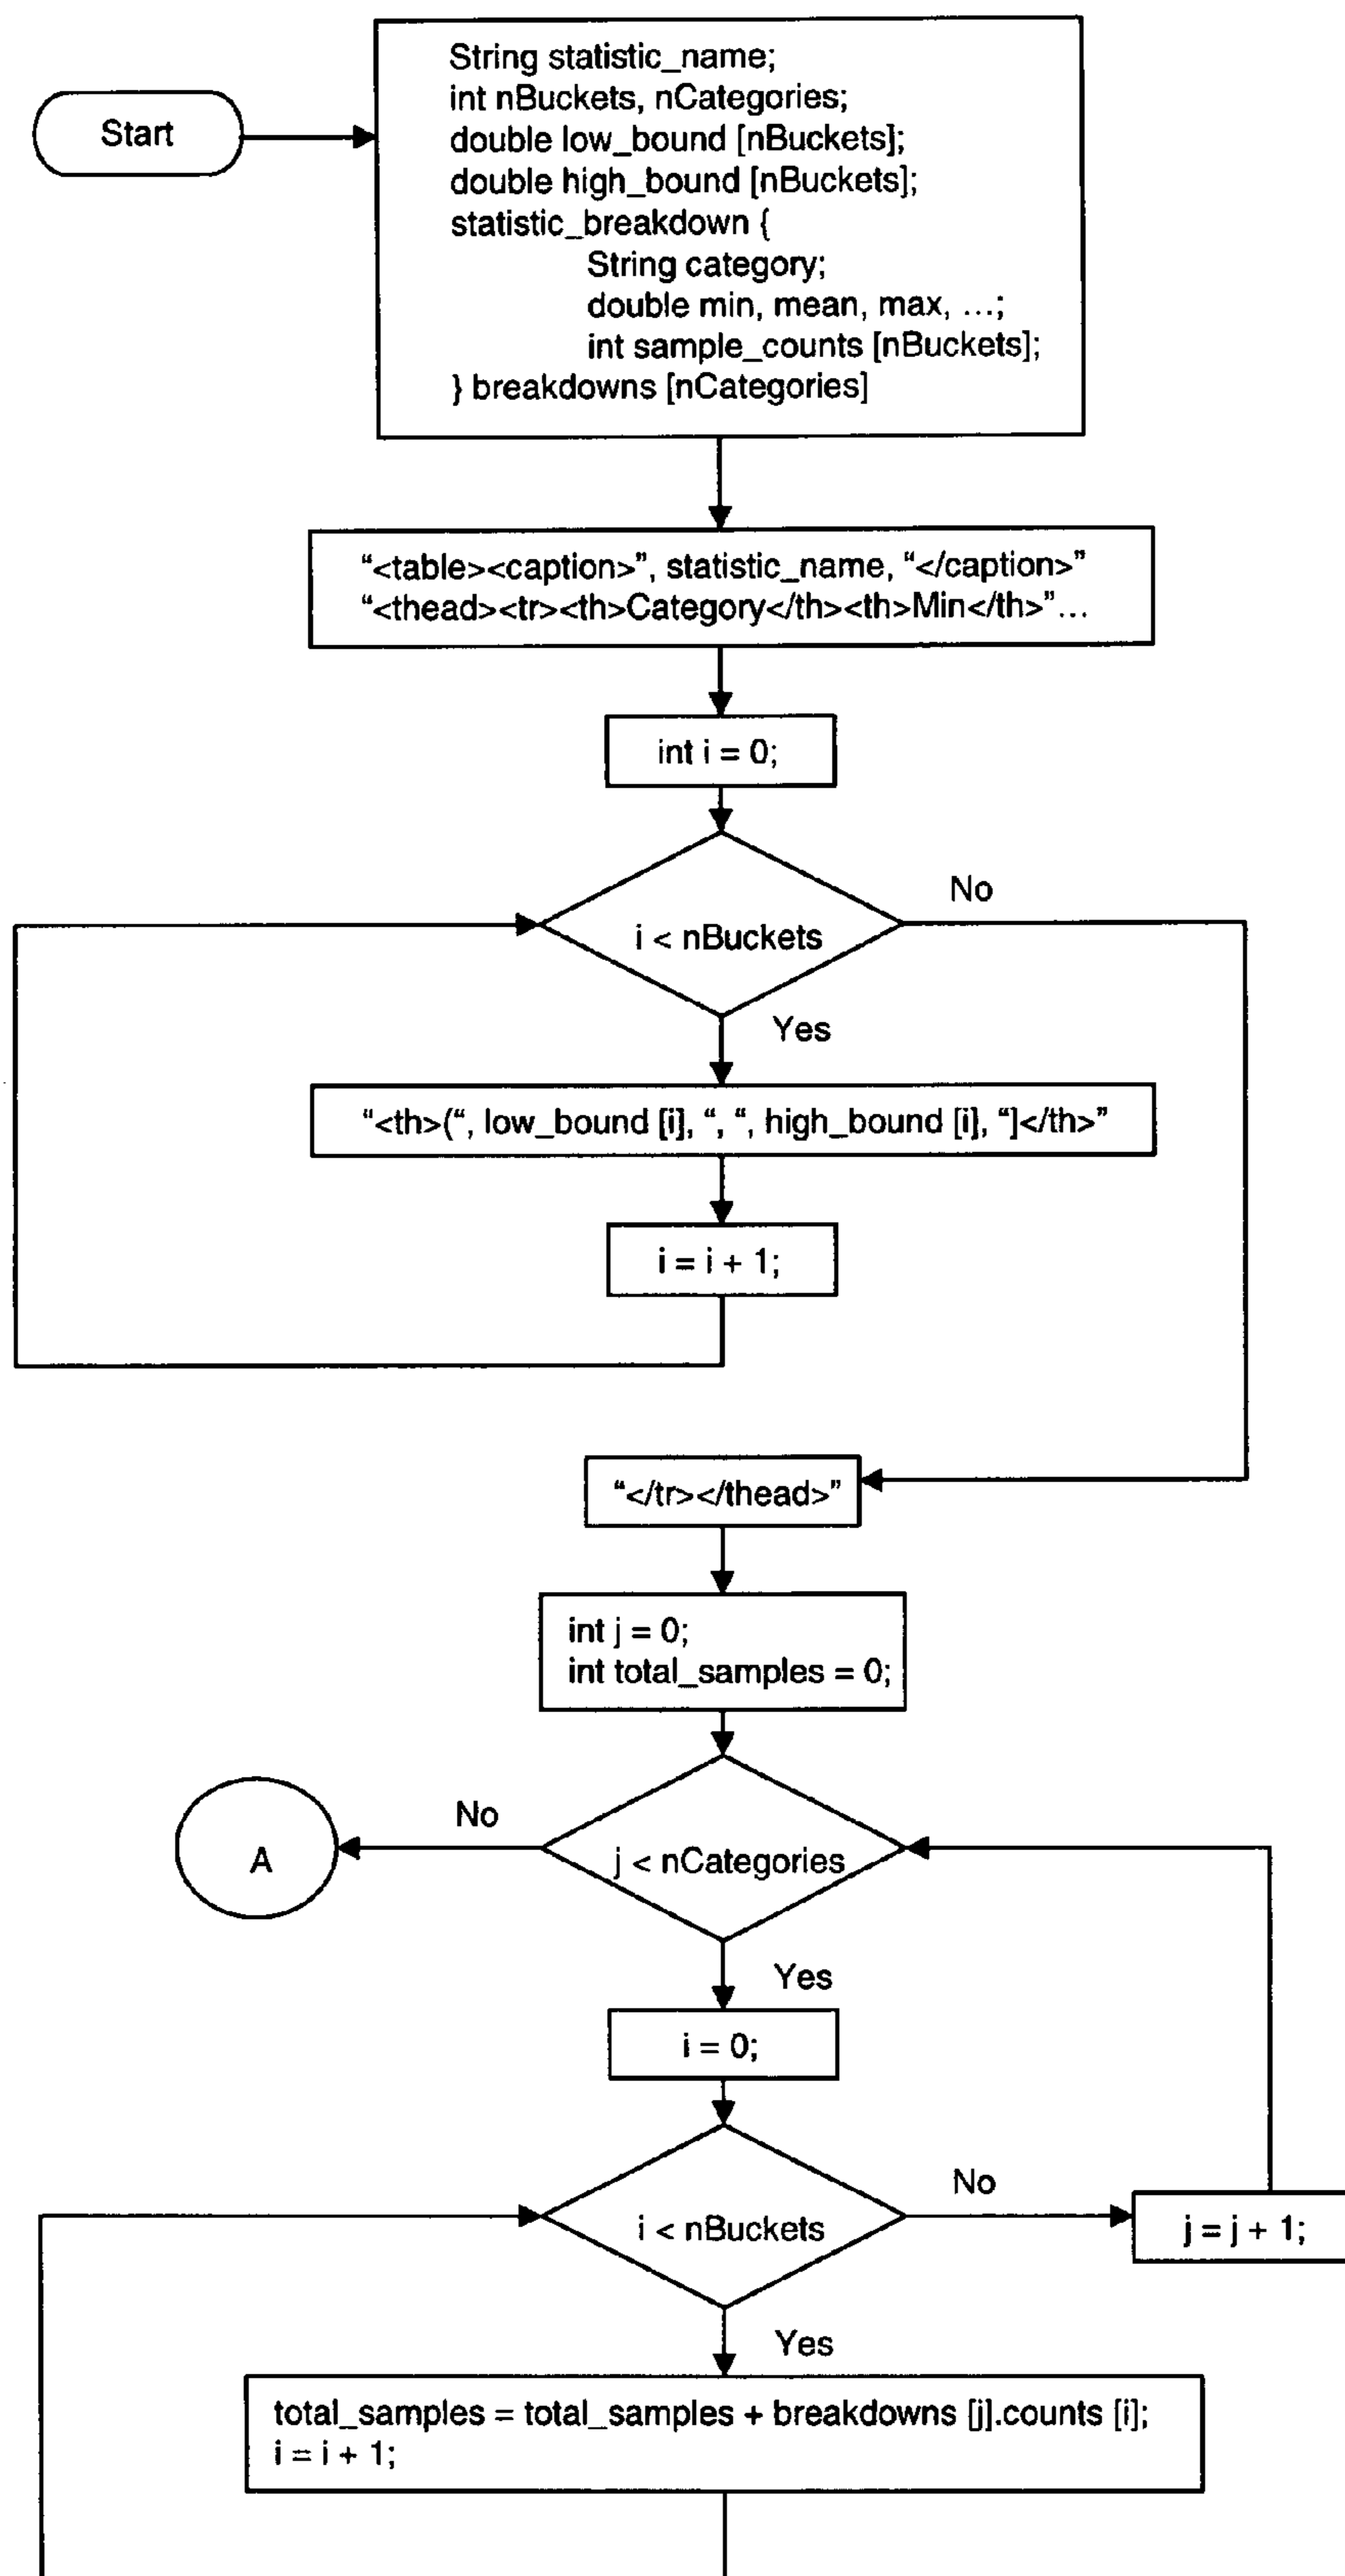 Start
String statistic_name;
int nBuckets, nCategories;
double low_bound [nBuckets];
double high_bound [nBuckets];
statistic_breakdown {
String category;
double min, mean, max, …;
int sample_counts [nBuckets];
} breakdowns [nCategories]
“<table><caption>”, statistic_name, “</caption>”
“<thead><tr><th>Category</th><th>Min</th>”…
int i = 0;
i < nBuckets
No
Yes
“<th>(“, low_bound [i], “, “, high_bound [i], “]</th>”
i = i + 1;
“</tr></thead>”
int j = 0;
int total_samples = 0;
No
A
j < nCategories
Yes
i = 0;
i < nBuckets
No
j = j + 1;
Yes
total_samples = total_samples + breakdowns [j].counts [i];
i = i + 1;